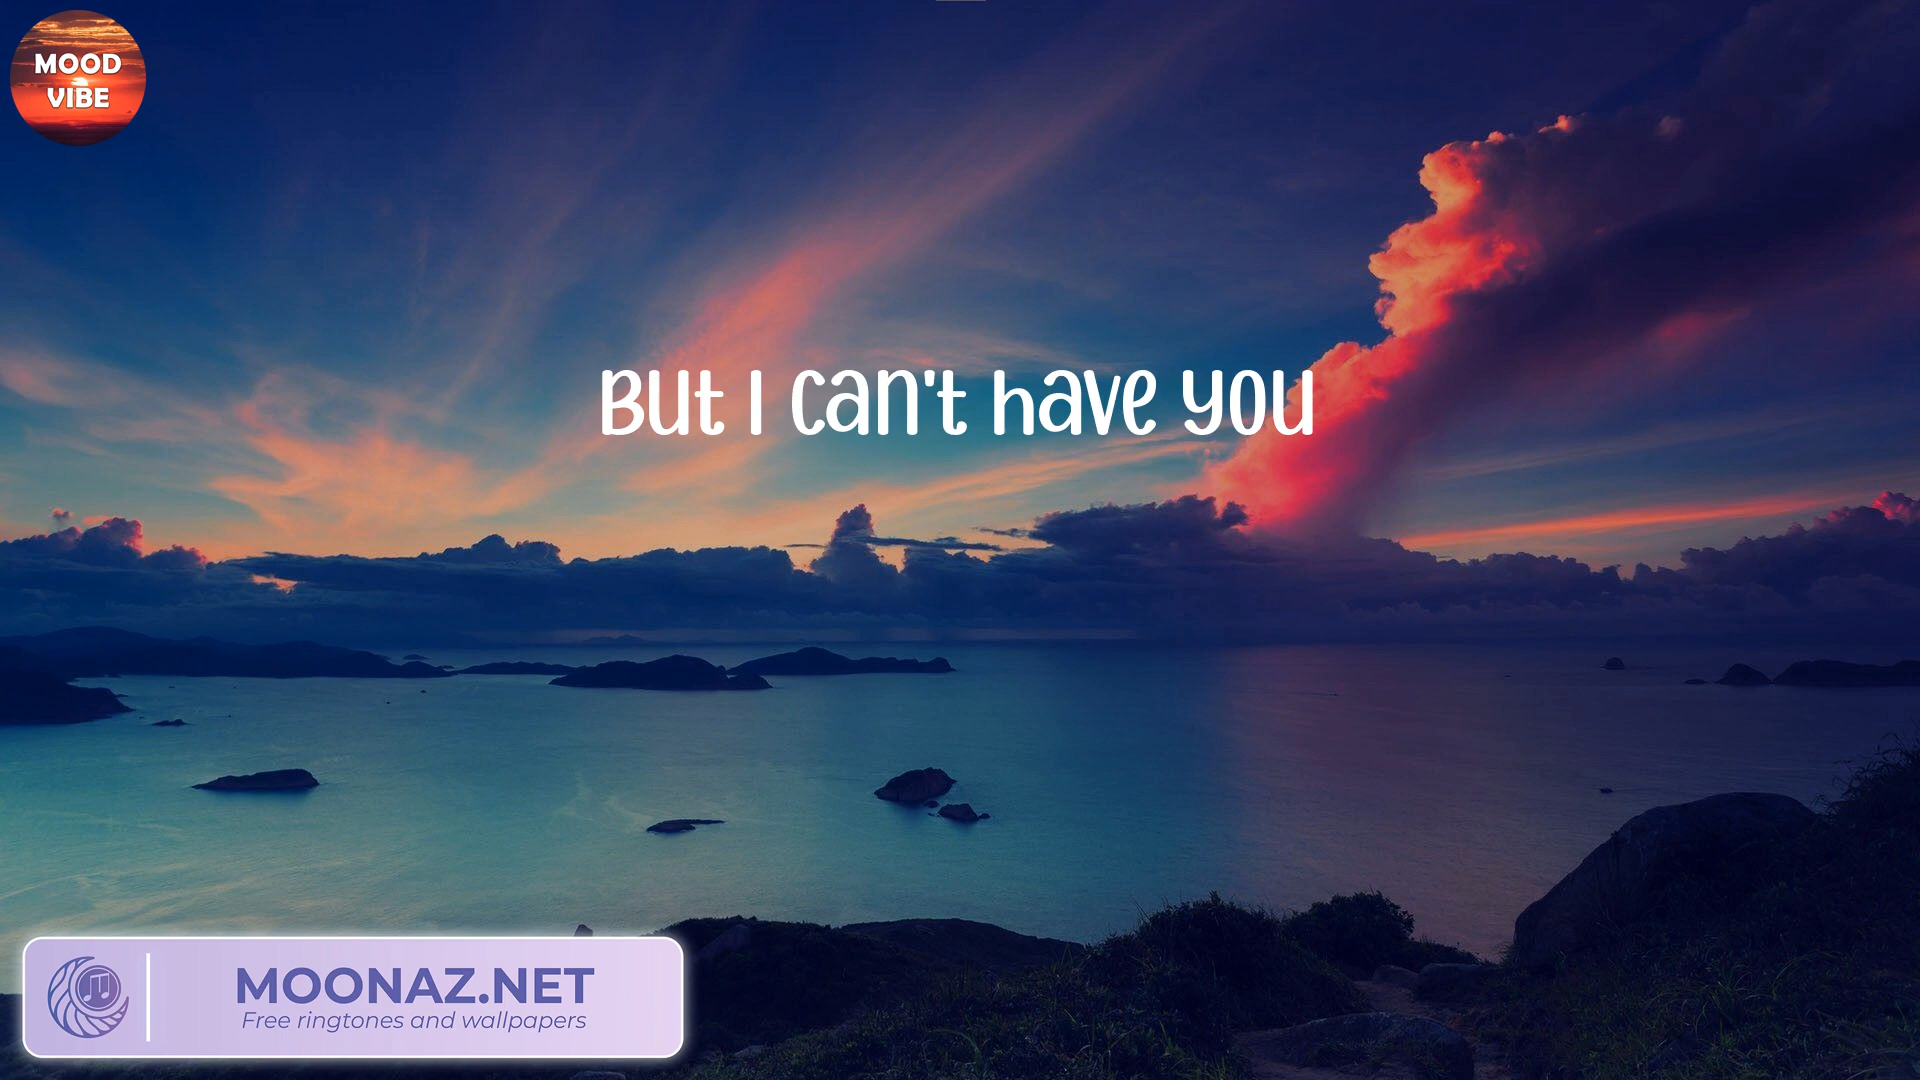 MOOD
VIBE
But I can't have you
MOONAZ.NET
Free ringtones and wallpapers